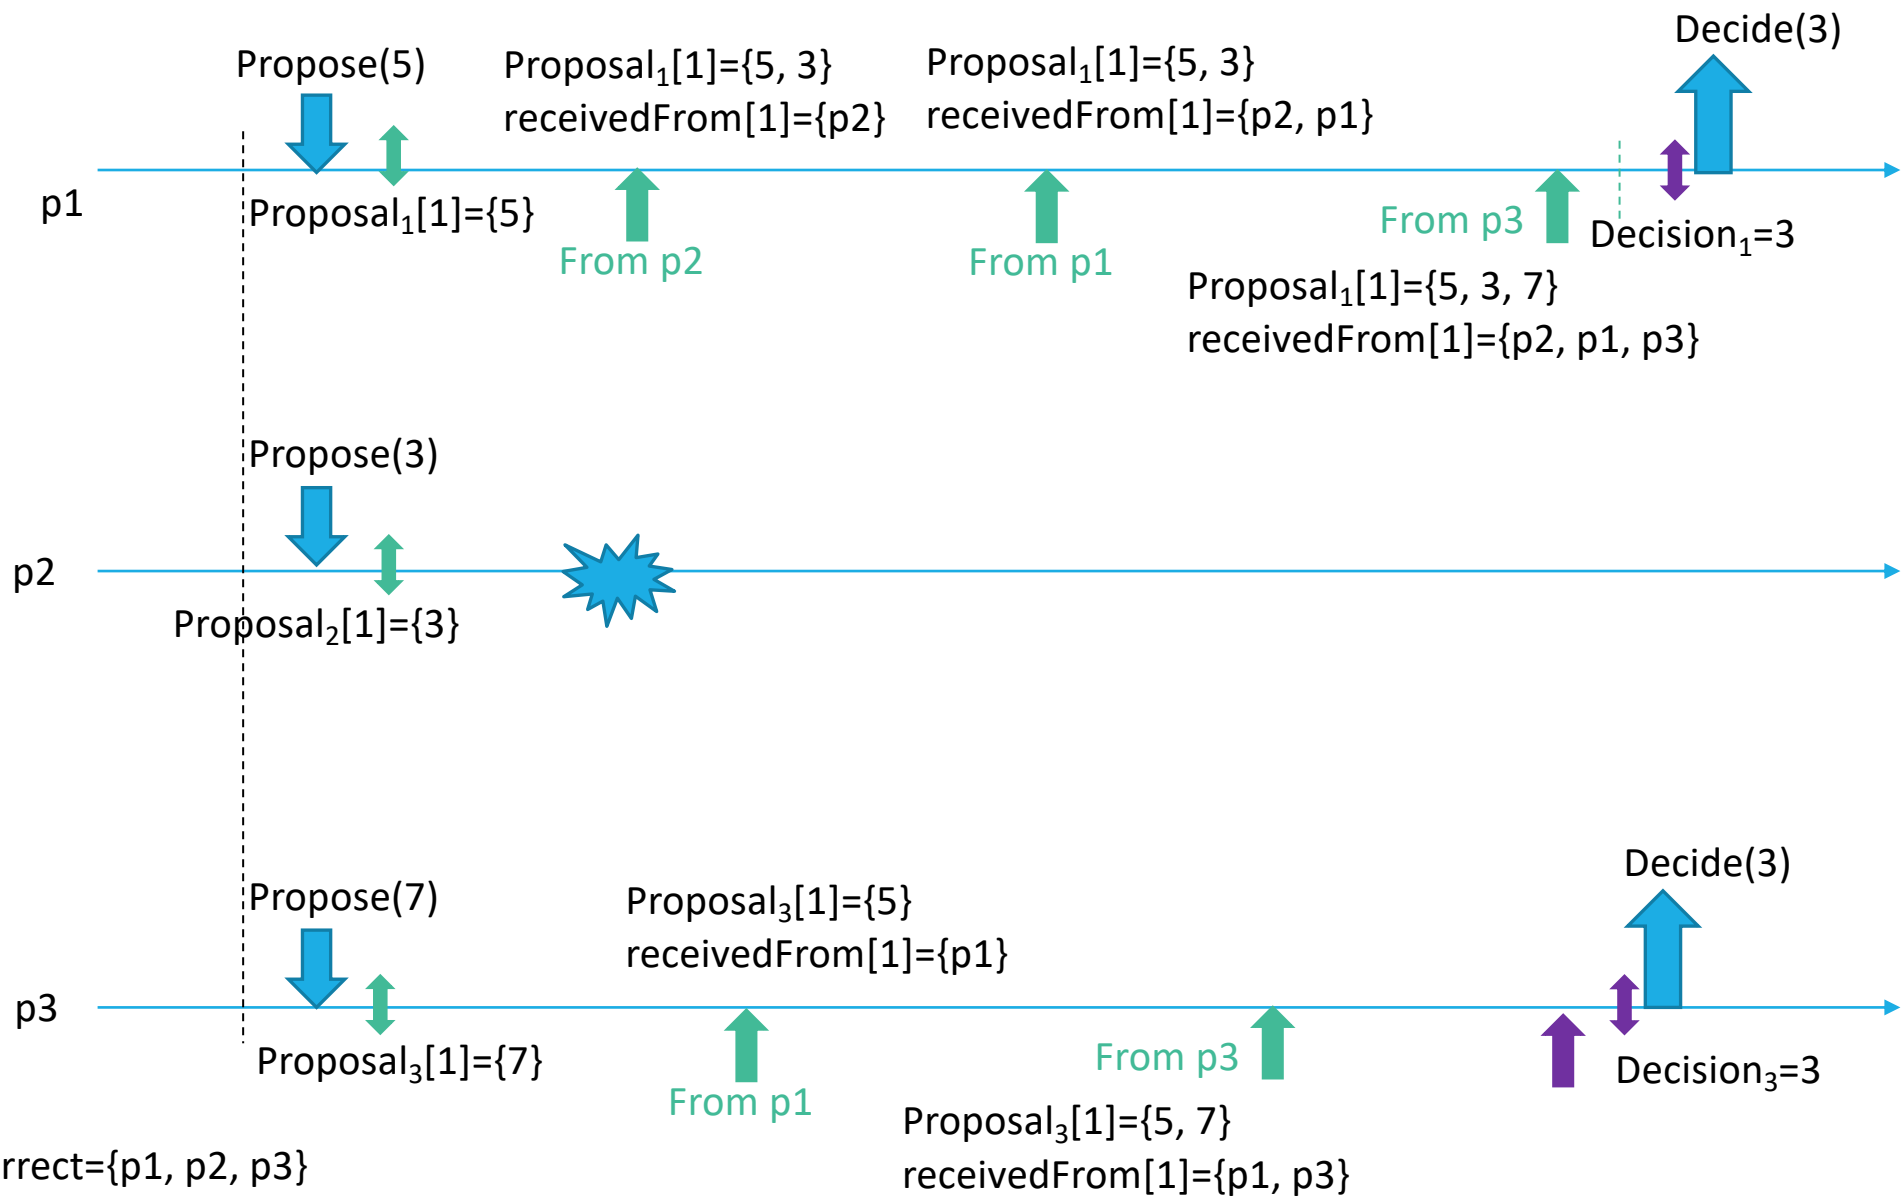 Decide(3)
Propose(5)
Proposal₁[1]={5, 3}
receivedFrom[1]={p2}
Proposal₁[1]={5, 3}
receivedFrom[1]={p2, p1}
p1
Proposal₁[1]={5}
From p2
From p1
From p3
Decision₁=3
Proposal₁[1]={5, 3, 7}
receivedFrom[1]={p2, p1, p3}
Propose(3)
p2
Proposal₂[1]={3}
Decide(3)
Propose(7)
Proposal₃[1]={5}
receivedFrom[1]={p1}
p3
Proposal₃[1]={7}
From p1
From p3
Decision₃=3
Proposal₃[1]={5, 7}
receivedFrom[1]={p1, p3}
rrect={p1, p2, p3}